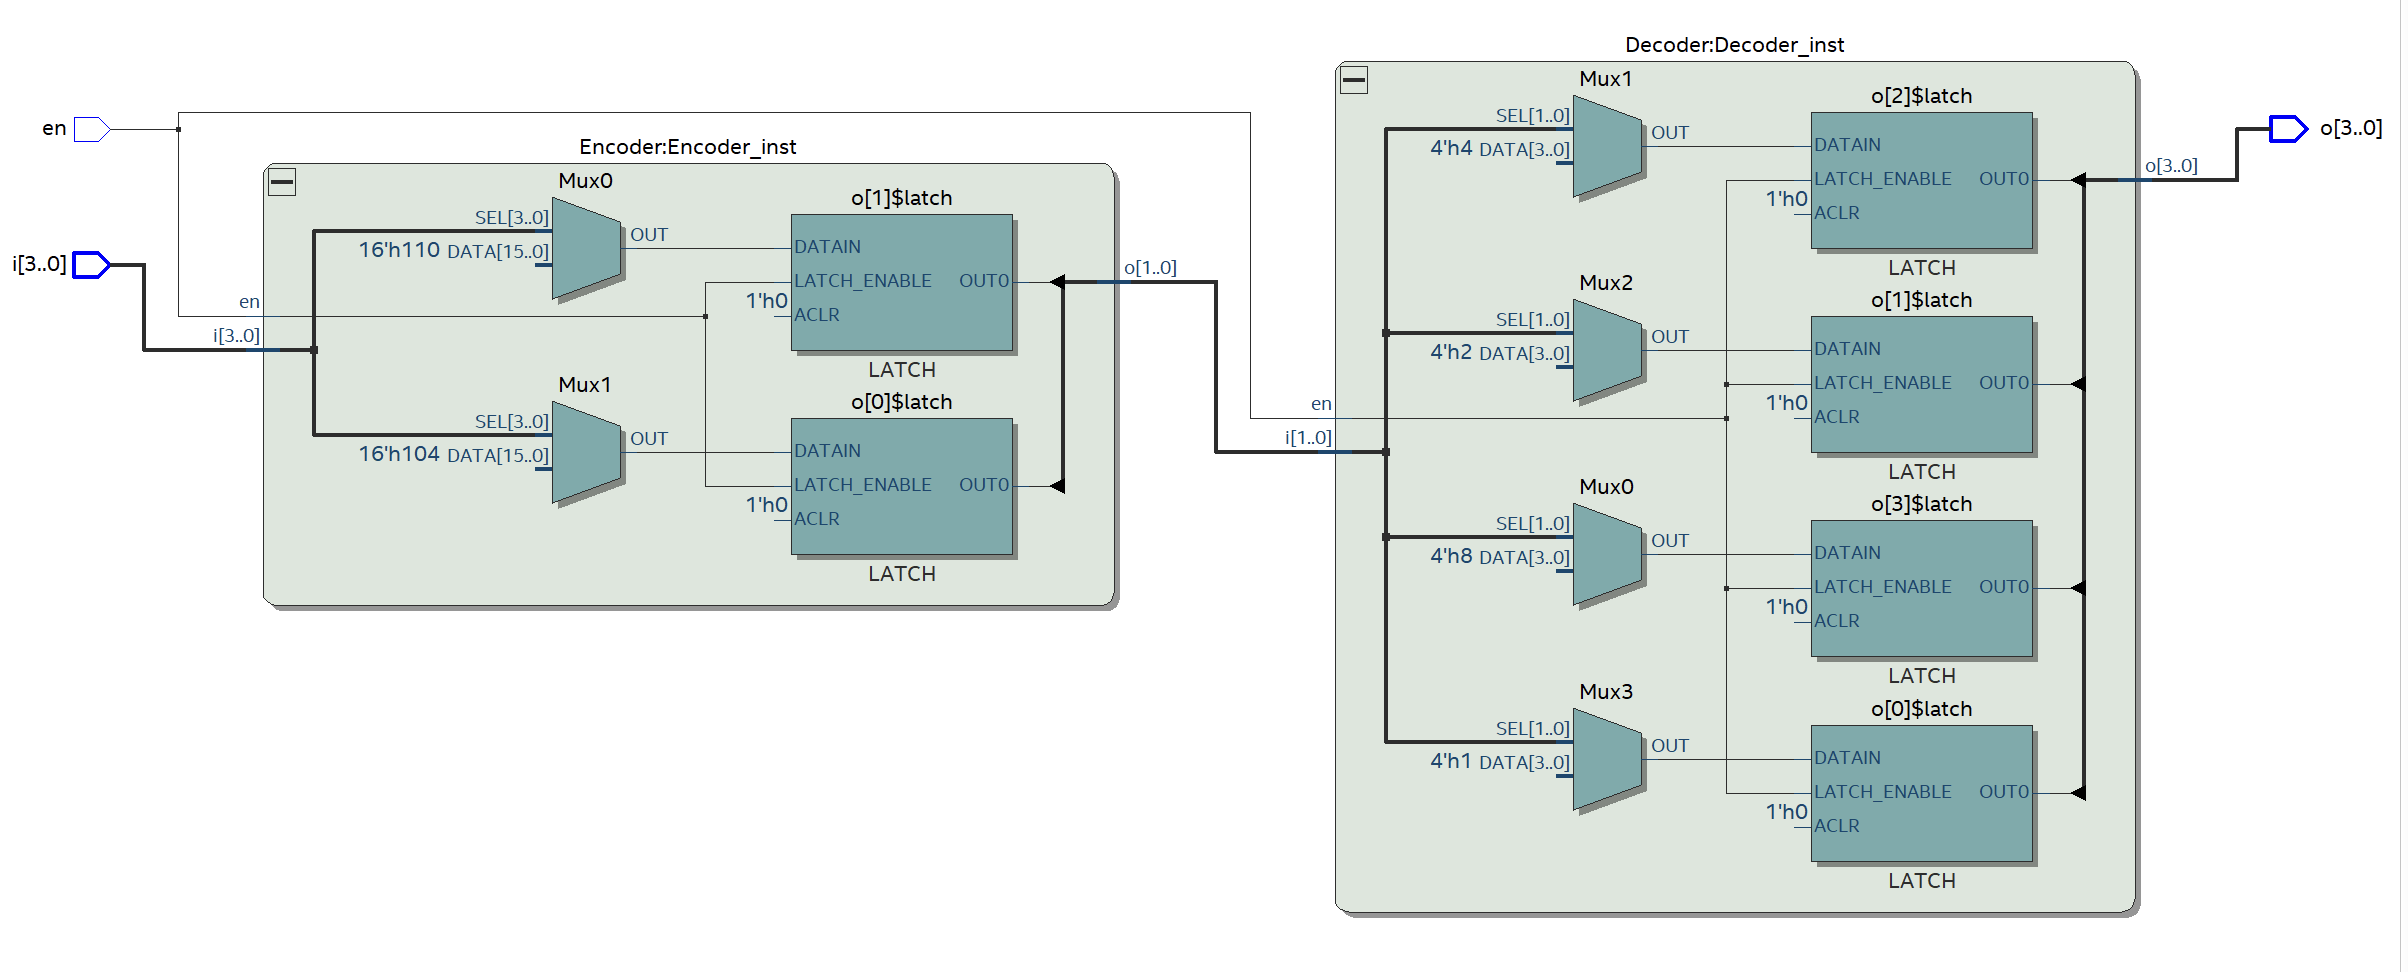 en
i[3..0]
Encoder:Encoder_inst
en
i[3..0]
Mux0
SEL[3..0]
16'h110 DATA[15..0]
OUT
o[1]$latch
DATAIN
LATCH_ENABLE OUT0
1'h0
ACLR
LATCH
Mux1
SEL[3..0]
16'h104 DATA[15..0]
OUT
o[0]$latch
DATAIN
LATCH_ENABLE OUT0
1'h0
ACLR
LATCH
o[1..0]
Decoder:Decoder_inst
en
i[1..0]
Mux1
SEL[1..0]
4'h4 DATA[3..0]
OUT
o[2]$latch
DATAIN
LATCH_ENABLE OUT0
1'h0
ACLR
LATCH
Mux2
SEL[1..0]
4'h2 DATA[3..0]
OUT
o[1]$latch
DATAIN
LATCH_ENABLE OUT0
1'h0
ACLR
LATCH
Mux0
SEL[1..0]
4'h8 DATA[3..0]
OUT
o[3]$latch
DATAIN
LATCH_ENABLE OUT0
1'h0
ACLR
LATCH
Mux3
SEL[1..0]
4'h1 DATA[3..0]
OUT
o[0]$latch
DATAIN
LATCH_ENABLE OUT0
1'h0
ACLR
LATCH
o[3..0]
o[3..0]